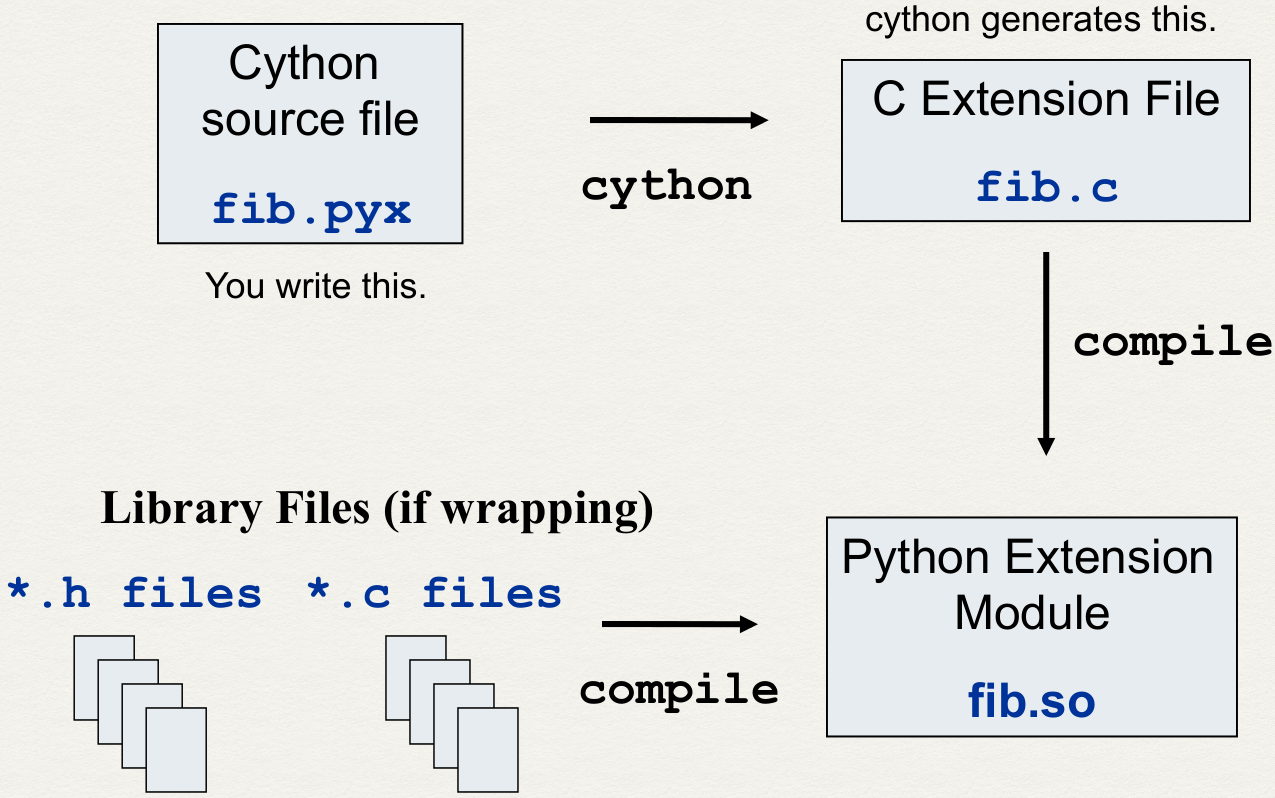 cython generates this.
Cython
source file
fib.pyx
You write this.
cython
C Extension File
fib.c
compile
Library Files (if wrapping)
*.h files *.c files
compile
Python Extension
Module
fib.so